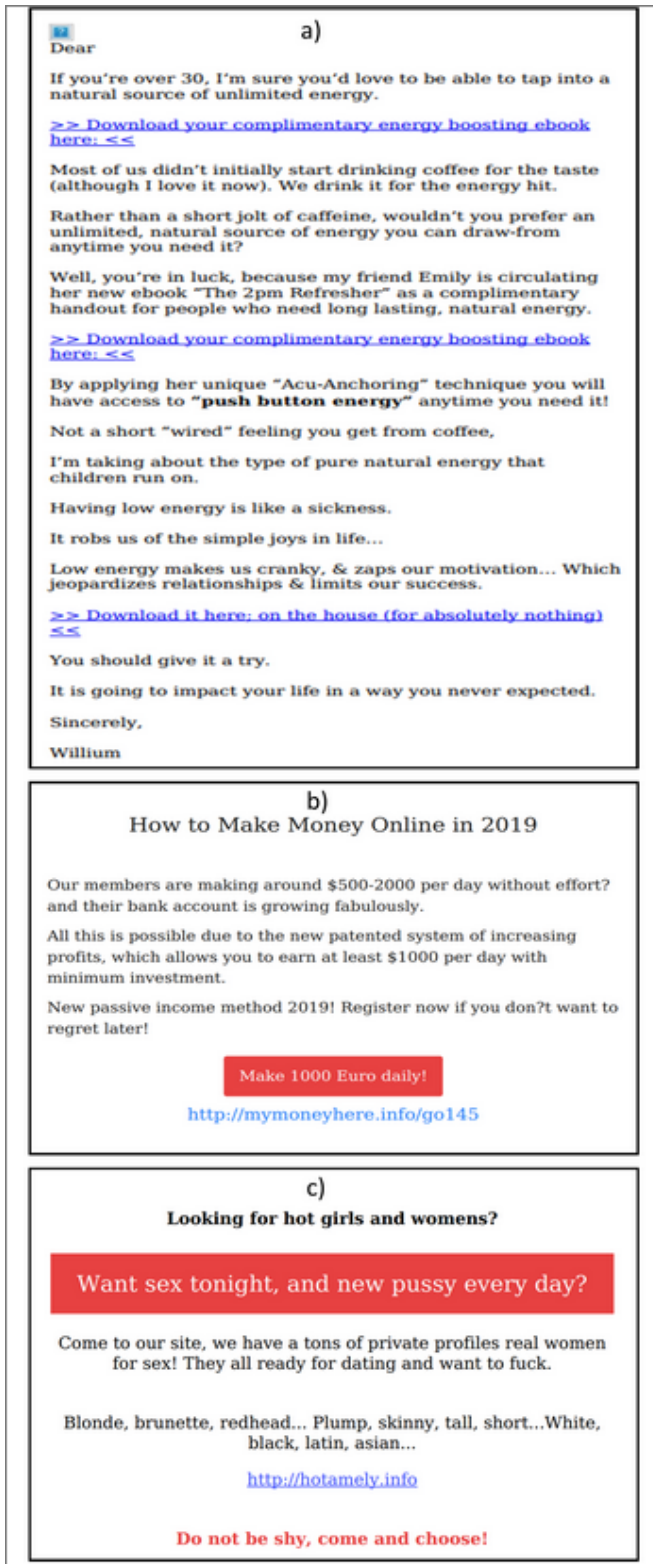 a)
Dear
If you're over 30, I'm sure you'd love to be able to tap into a
natural source of unlimited energy.
>> Download your complimentary energy boosting ebook
here: <<
Most of us didn't initially start drinking coffee for the taste
(although I love it now). We drink it for the energy hit.
Rather than a short jolt of caffeine, wouldn't you prefer an
unlimited, natural source of energy you can draw-from
anytime you need it?
Well, you're in luck, because my friend Emily is circulating
her new ebook "The 2pm Refresher" as a complimentary
handout for people who need long lasting, natural energy.
>> Download your complimentary energy boosting ebook
here: <<
By applying her unique "Acu-Anchoring" technique you will
have access to "push button energy" anytime you need it!
Not a short "wired" feeling you get from coffee,
I'm taking about the type of pure natural energy that
children run on.
Having low energy is like a sickness.
It robs us of the simple joys in life...
Low energy makes us cranky, & zaps our motivation... Which
jeopardizes relationships & limits our success.
>> Download it here; on the house (for absolutely nothing)
<<
You should give it a try.
It is going to impact your life in a way you never expected.
Sincerely,
Willium
b)
How to Make Money Online in 2019
Our members are making around $500-2000 per day without effort?
and their bank account is growing fabulously.
All this is possible due to the new patented system of increasing
profits, which allows you to earn at least $1000 per day with
minimum investment.
New passive income method 2019! Register now if you don?t want to
regret later!
Make 1000 Euro daily!
http://mymoneyhere.info/go145
c)
Looking for hot girls and womens?
Want sex tonight, and new pussy every day?
Come to our site, we have a tons of private profiles real women
for sex! They all ready for dating and want to fuck.
Blonde, brunette, redhead... Plump, skinny, tall, short...White,
black, latin, asian...
http://hotamely.info
Do not be shy, come and choose!